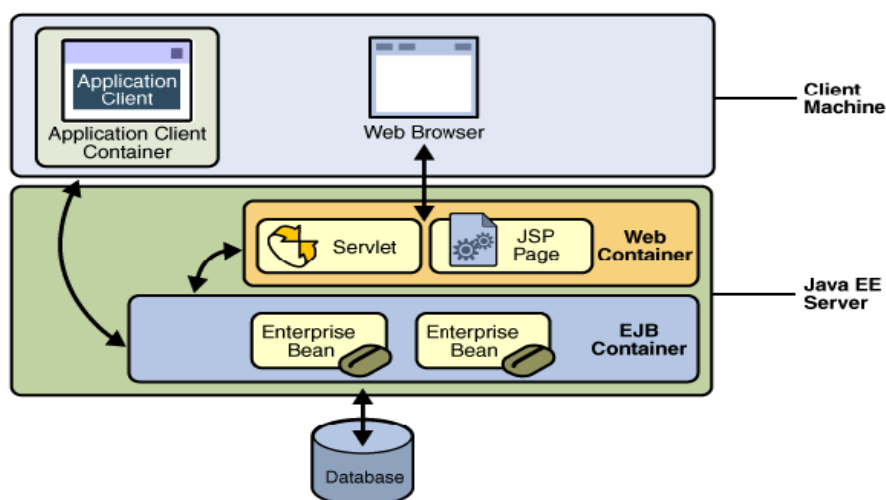 Application
Client
Application Client
Container
Web Browser
Client
Machine
Servlet
JSP
Page
Web
Container
Java EE
Server
Enterprise
Bean
Enterprise
Bean
EJB
Container
Database